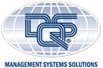 DQS
MANAGEMENT SYSTEMS SOLUTIONS